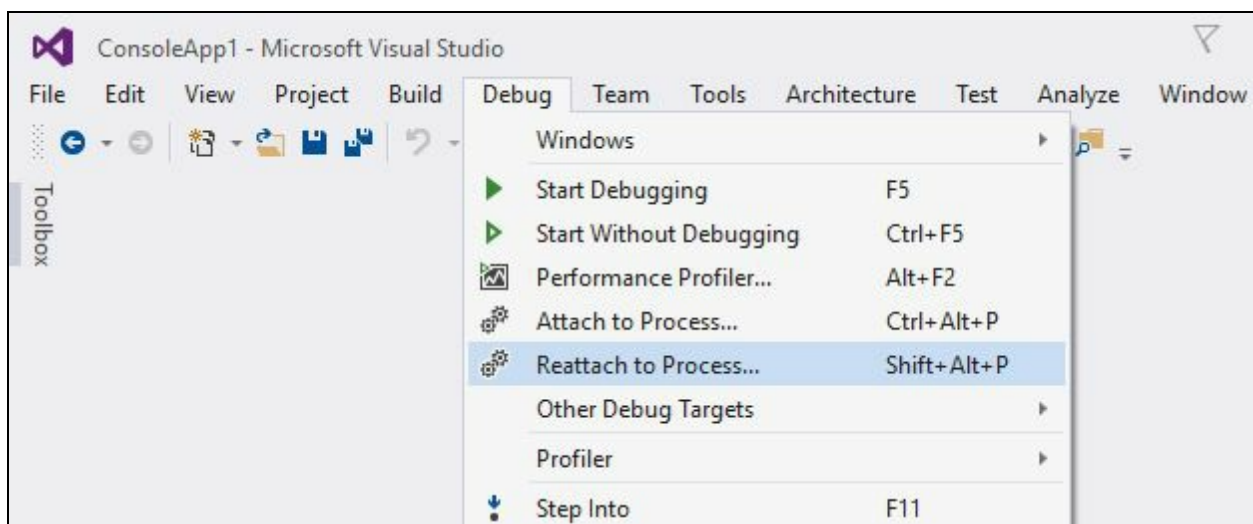 ConsoleApp1 - Microsoft Visual Studio
File Edit View Project Build Debug Team Tools Architecture Test Analyze Window
Toolbox
Windows
Start Debugging F5
Start Without Debugging Ctrl+F5
Performance Profiler... Alt+F2
Attach to Process... Ctrl+Alt+P
Reattach to Process... Shift+Alt+P
Other Debug Targets
Profiler
Step Into F11